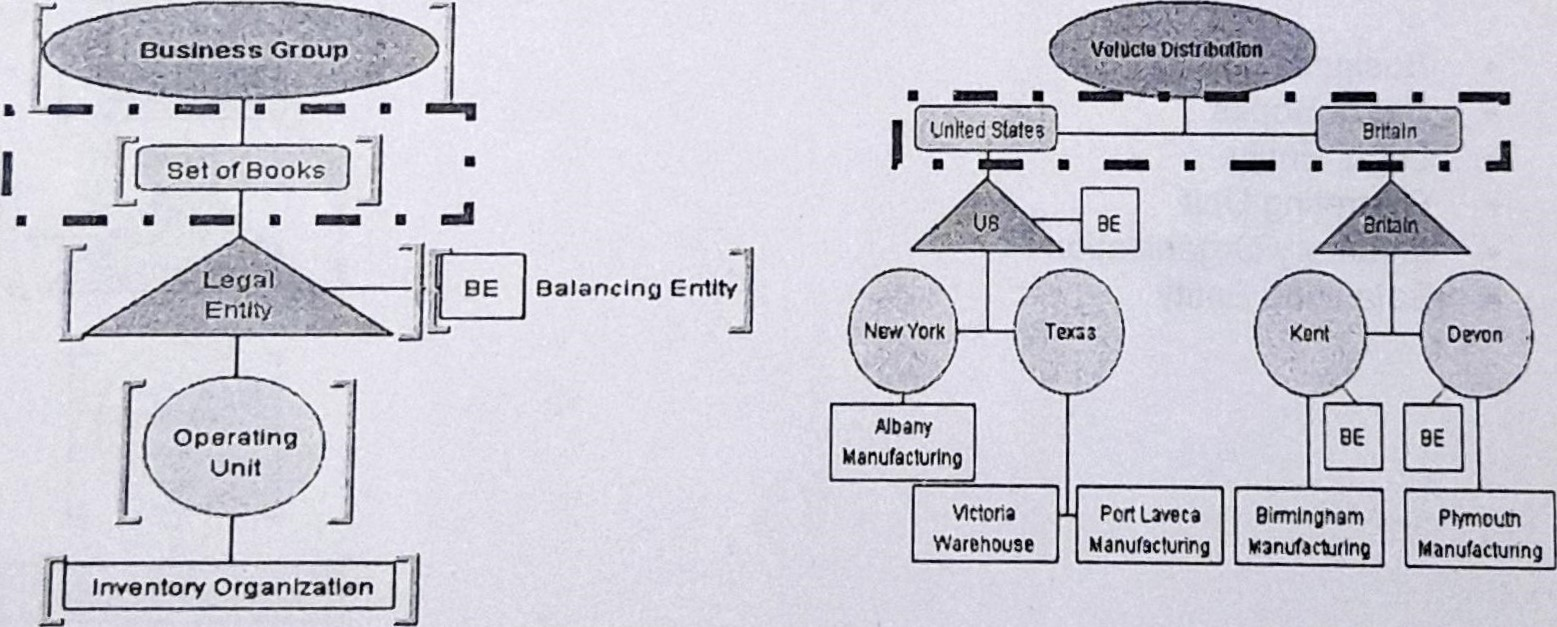 Business Group
Set of Books
Legal
Entity
BE
Balancing Entity
Operating
Unit
Inventory Organization
Vehicle Distribution
United States
Britain
US
BE
Britain
New York
Texas
Kent
Devon
Albany
Manufacturing
BE
BE
Victoria
Warehouse
Port Laveca
Manufacturing
Birmingham
Manufacturing
Plymouth
Manufacturing